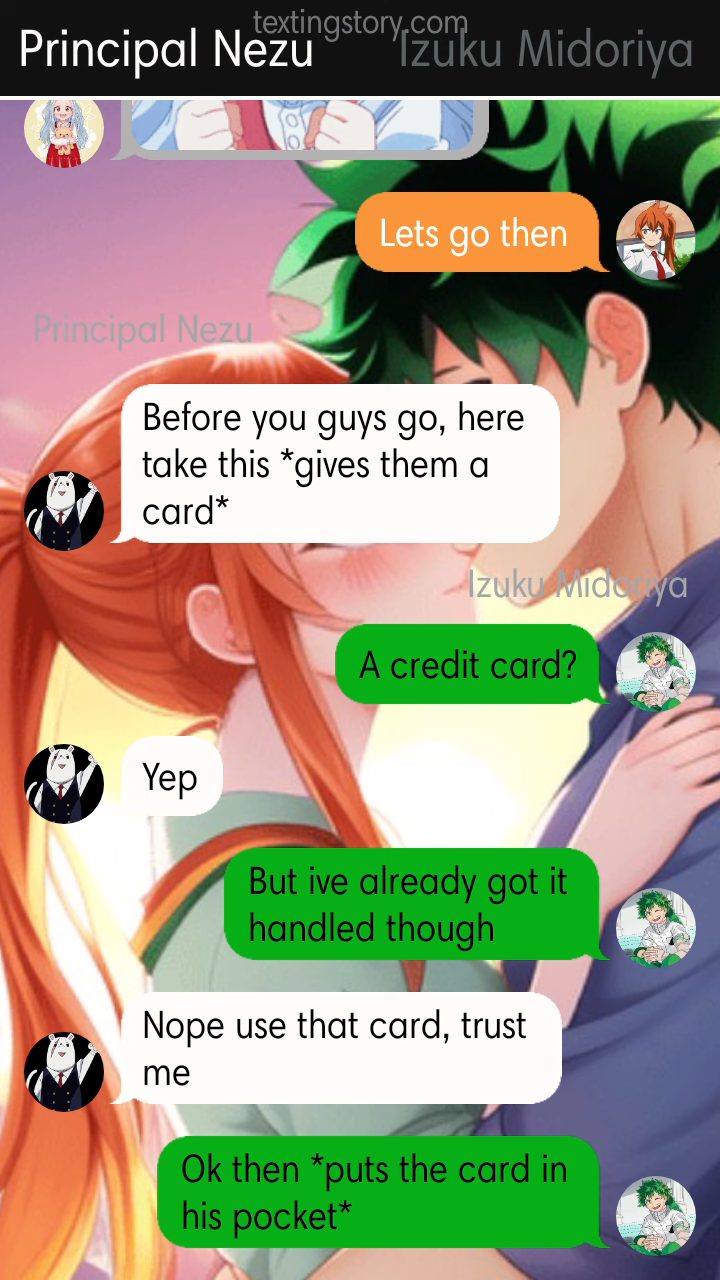 textingstory.com
Principal Nezu
Izuku Midoriya
Lets go then
Principal Nezu
Before you guys go, here
take this *gives them a
card*
Izuku Midoriya
A credit card?
Yep
But ive already got it
handled though
Nope use that card, trust
me
Ok then *puts the card in
his pocket*